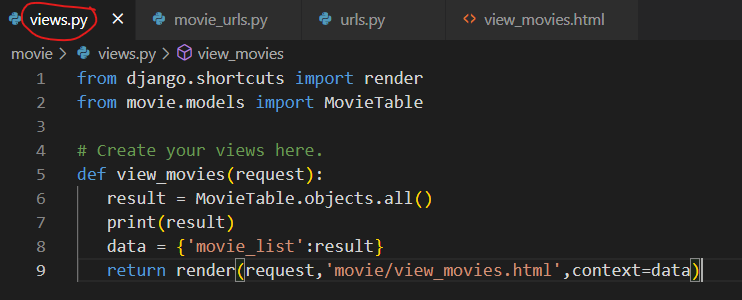 views.py movie_urls.py urls.py view_movies.html
movie > views.py > view_movies
1 from django.shortcuts import render
2 from movie.models import MovieTable
3
4 # Create your views here.
5 def view_movies(request):
6 result = MovieTable.objects.all()
7 print(result)
8 data = {'movie_list':result}
9 return render(request,'movie/view_movies.html',context=data)